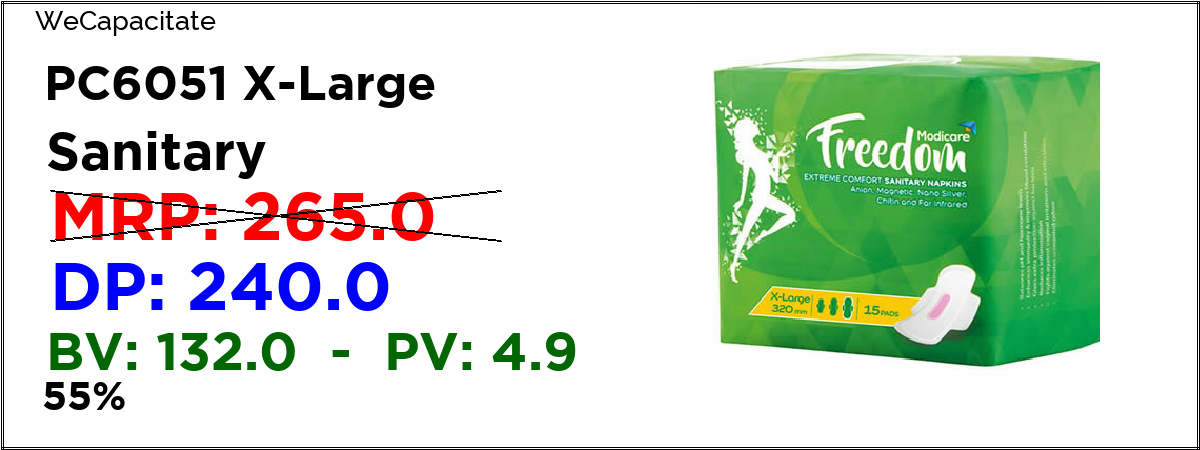 WeCapacitate
PC6051 X-Large
Sanitary
MRP: 265.0
DP: 240.0
BV: 132.0 - PV: 4.9
55%
Modicare
Freedom
EXTREME COMFORT SANITARY NAPKINS
Anion, Magnetic, Nano Silver,
Chitin and Far Infrared
X-Large
320 mm
15 PADS